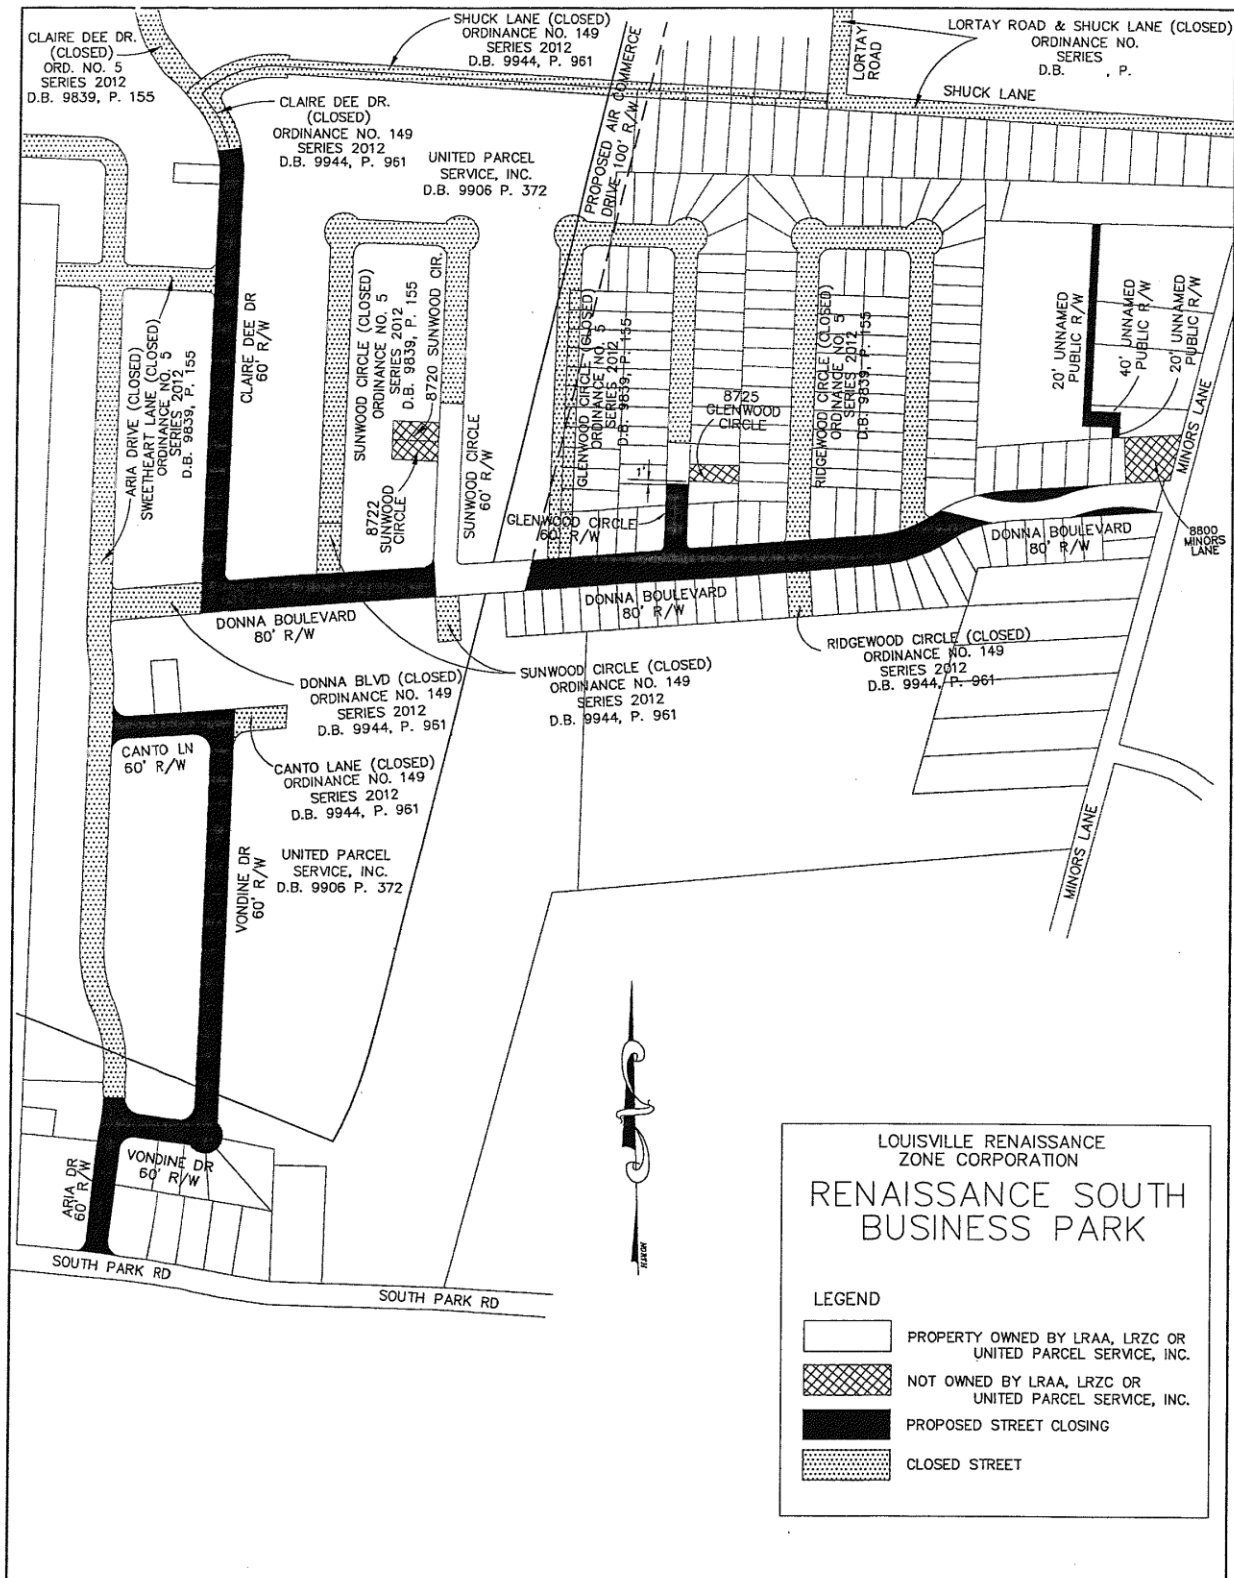 CLAIRE DEE DR.
(CLOSED)
ORD. NO. 5
SERIES 2012
D.B. 9839, P. 155
SHUCK LANE (CLOSED)
ORDINANCE NO. 149
SERIES 2012
D.B. 9944, P. 961
LORTAY ROAD & SHUCK LANE (CLOSED)
ORDINANCE NO.
SERIES
D.B.      , P.
LORTAY
ROAD
SHUCK LANE
CLAIRE DEE DR.
(CLOSED)
ORDINANCE NO. 149
SERIES 2012
D.B. 9944, P. 961
UNITED PARCEL
SERVICE, INC.
D.B. 9906 P. 372
PROPOSED AIR COMMERCE
DRIVE 100' R/W
ARIA DRIVE (CLOSED)
SWEETHEART LANE (CLOSED)
ORDINANCE NO. 5
SERIES 2012
D.B. 9839, P. 155
CLAIRE DEE DR
60' R/W
SUNWOOD CIRCLE (CLOSED)
ORDINANCE NO. 5
SERIES 2012
D.B. 9839, P. 155
8720 SUNWOOD CIR.
8722
SUNWOOD
CIRCLE
SUNWOOD CIRCLE
60' R/W
GLENWOOD CIRCLE (CLOSED)
ORDINANCE NO. 5
SERIES 2012
D.B. 9839, P. 155
8725
GLENWOOD
CIRCLE
1'
GLENWOOD CIRCLE
60' R/W
RIDGEWOOD CIRCLE (CLOSED)
ORDINANCE NO. 5
SERIES 2012
D.B. 9839, P. 155
20' UNNAMED
PUBLIC R/W
40' UNNAMED
PUBLIC R/W
20' UNNAMED
PUBLIC R/W
MINORS LANE
8800
MINORS
LANE
DONNA BOULEVARD
80' R/W
DONNA BOULEVARD
80' R/W
DONNA BOULEVARD
80' R/W
DONNA BLVD (CLOSED)
ORDINANCE NO. 149
SERIES 2012
D.B. 9944, P. 961
SUNWOOD CIRCLE (CLOSED)
ORDINANCE NO. 149
SERIES 2012
D.B. 9944, P. 961
RIDGEWOOD CIRCLE (CLOSED)
ORDINANCE NO. 149
SERIES 2012
D.B. 9944, P. 961
CANTO LN
60' R/W
CANTO LANE (CLOSED)
ORDINANCE NO. 149
SERIES 2012
D.B. 9944, P. 961
VONDINE DR
60' R/W
UNITED PARCEL
SERVICE, INC.
D.B. 9906 P. 372
MINORS LANE
VONDINE DR
60' R/W
ARIA DR
60' R/W
SOUTH PARK RD
SOUTH PARK RD
NORTH
LOUISVILLE RENAISSANCE
ZONE CORPORATION
RENAISSANCE SOUTH
BUSINESS PARK
LEGEND
PROPERTY OWNED BY LRAA, LRZC OR
UNITED PARCEL SERVICE, INC.
NOT OWNED BY LRAA, LRZC OR
UNITED PARCEL SERVICE, INC.
PROPOSED STREET CLOSING
CLOSED STREET